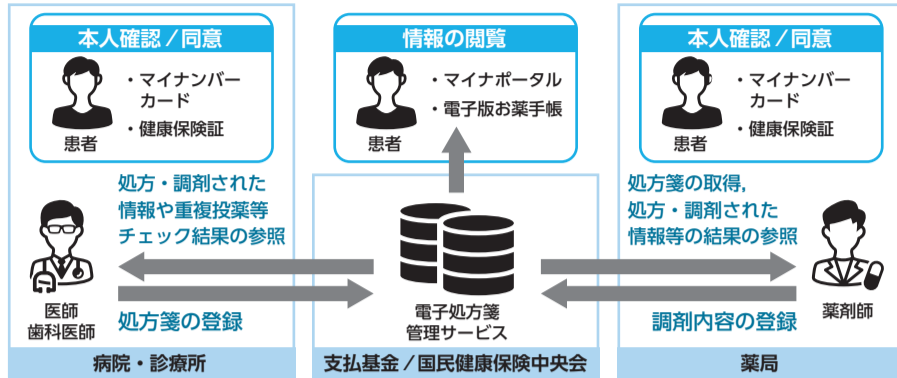 本人確認／同意
・マイナンバー
カード
・健康保険証
患者
処方・調剤された
情報や重複投薬等
チェック結果の参照
医師
歯科医師
処方箋の登録
病院・診療所
情報の閲覧
・マイナポータル
・電子版お薬手帳
患者
電子処方箋
管理サービス
支払基金／国民健康保険中央会
本人確認／同意
・マイナンバー
カード
・健康保険証
患者
処方箋の取得,
処方・調剤された
情報等の結果の参照
調剤内容の登録
薬剤師
薬局